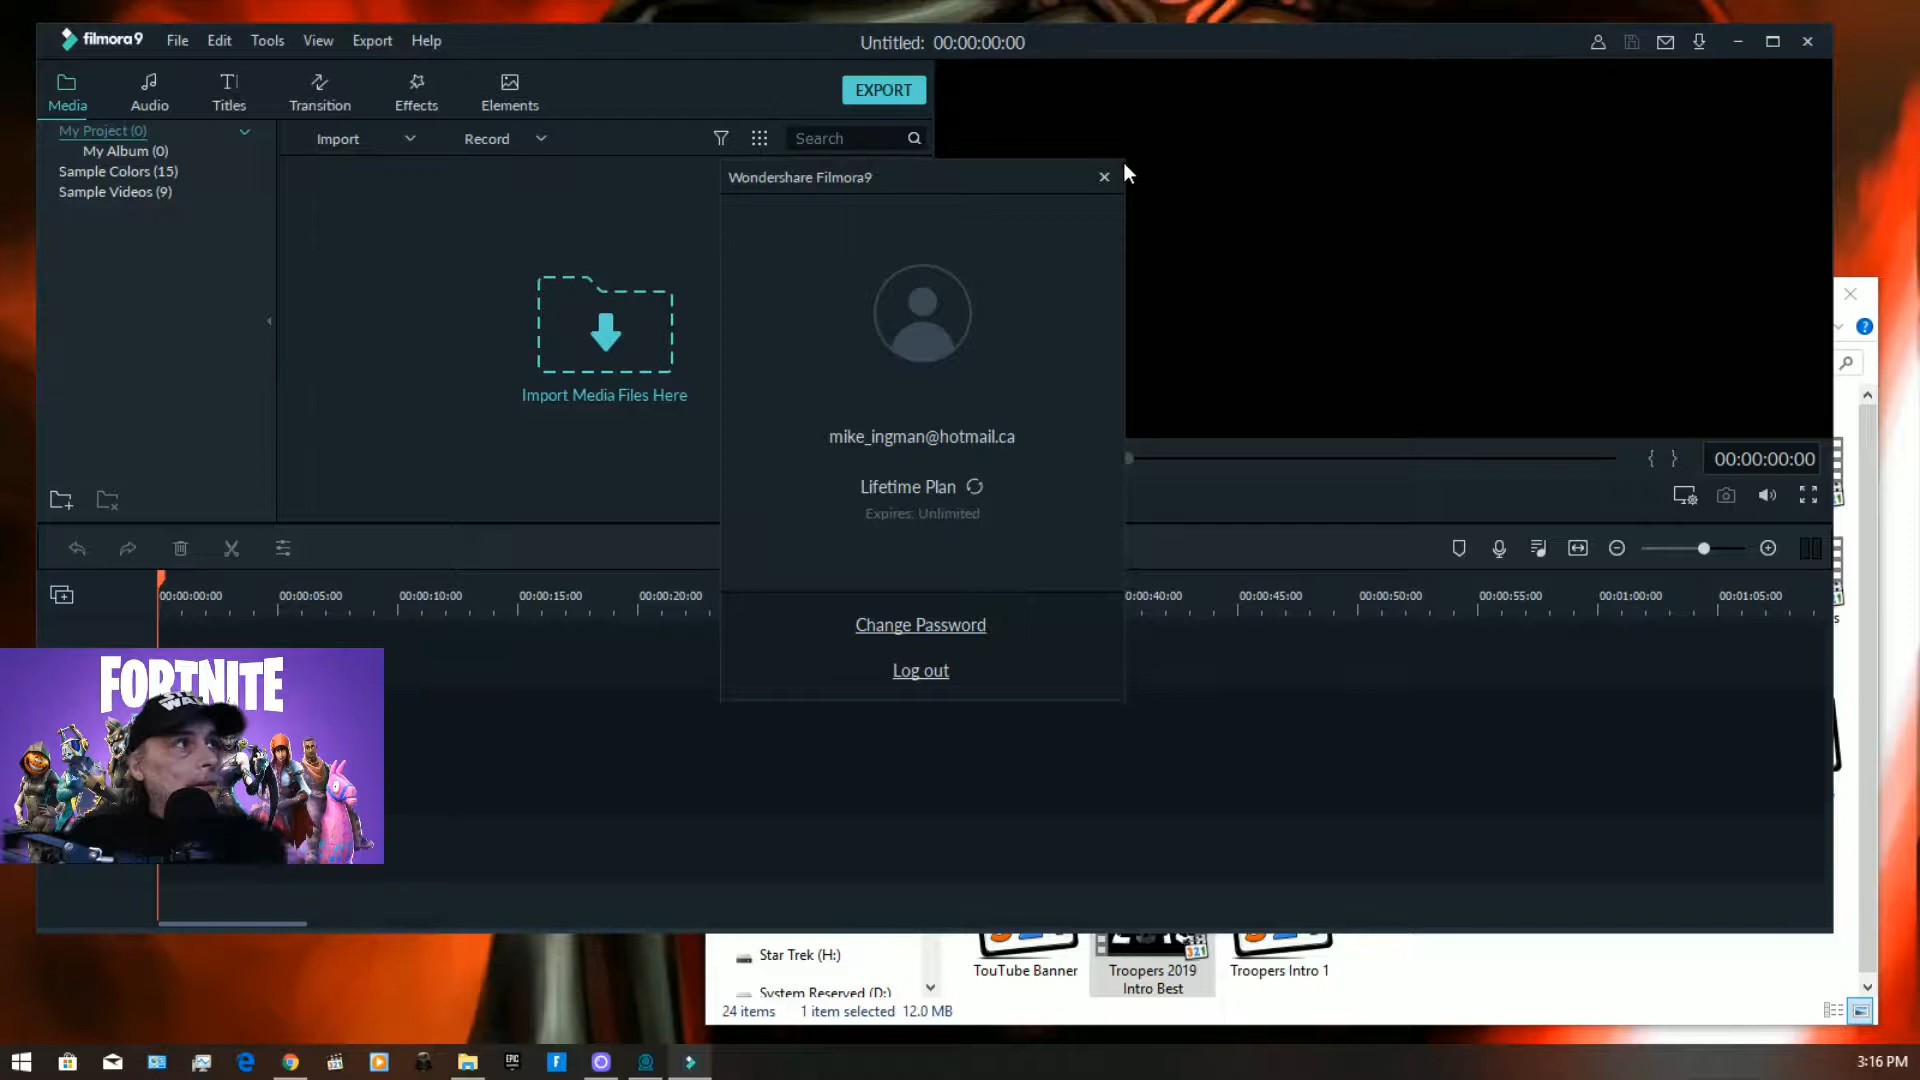 filmora9 File Edit Tools View Export Help
Untitled: 00:00:00:00
Media Audio Titles Transition Effects Elements EXPORT
My Project (0)
My Album (0)
Sample Colors (15)
Sample Videos (9)
Import Record Search
Import Media Files Here
Wondershare Filmora9
mike_ingman@hotmail.ca
Lifetime Plan
Expires: Unlimited
Change Password
Log out
00:00:00:00
00:00:00:00 00:00:05:00 00:00:10:00 00:00:15:00 00:00:20:00 00:00:40:00 00:00:45:00 00:00:50:00 00:00:55:00 00:01:00:00 00:01:05:00
FORTNITE
STAR
WARS
Star Trek (H:)
System Reserved (D:)
TouTube Banner
Troopers 2019
Intro Best
Troopers Intro 1
24 items 1 item selected 12.0 MB
EPIC
3:16 PM